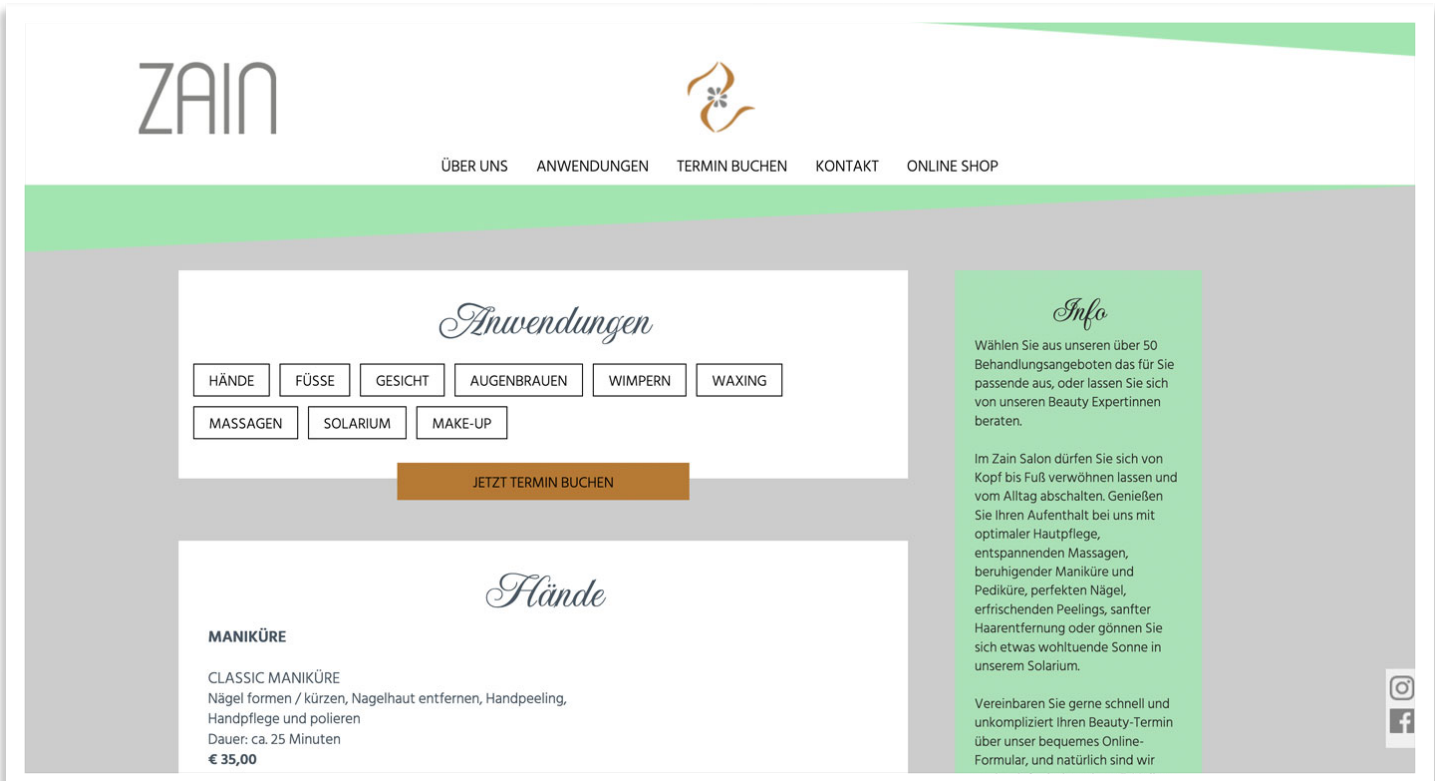 ZAIN
ÜBER UNS ANWENDUNGEN TERMIN BUCHEN KONTAKT ONLINE SHOP
Anwendungen
HÄNDE FÜSSE GESICHT AUGENBRAUEN WIMPERN WAXING
MASSAGEN SOLARIUM MAKE-UP
JETZT TERMIN BUCHEN
Hände
MANIKÜRE
CLASSIC MANIKÜRE
Nägel formen / kürzen, Nagelhaut entfernen, Handpeeling,
Handpflege und polieren
Dauer: ca. 25 Minuten
€ 35,00
Info
Wählen Sie aus unseren über 50
Behandlungsangeboten das für Sie
passende aus, oder lassen Sie sich
von unseren Beauty Expertinnen
beraten.
Im Zain Salon dürfen Sie sich von
Kopf bis Fuß verwöhnen lassen und
vom Alltag abschalten. Genießen
Sie Ihren Aufenthalt bei uns mit
optimaler Hautpflege,
entspannenden Massagen,
beruhigender Maniküre und
Pediküre, perfekten Nägel,
erfrischenden Peelings, sanfter
Haarentfernung oder gönnen Sie
sich etwas wohltuende Sonne in
unserem Solarium.
Vereinbaren Sie gerne schnell und
unkompliziert Ihren Beauty-Termin
über unser bequemes Online-
Formular, und natürlich sind wir